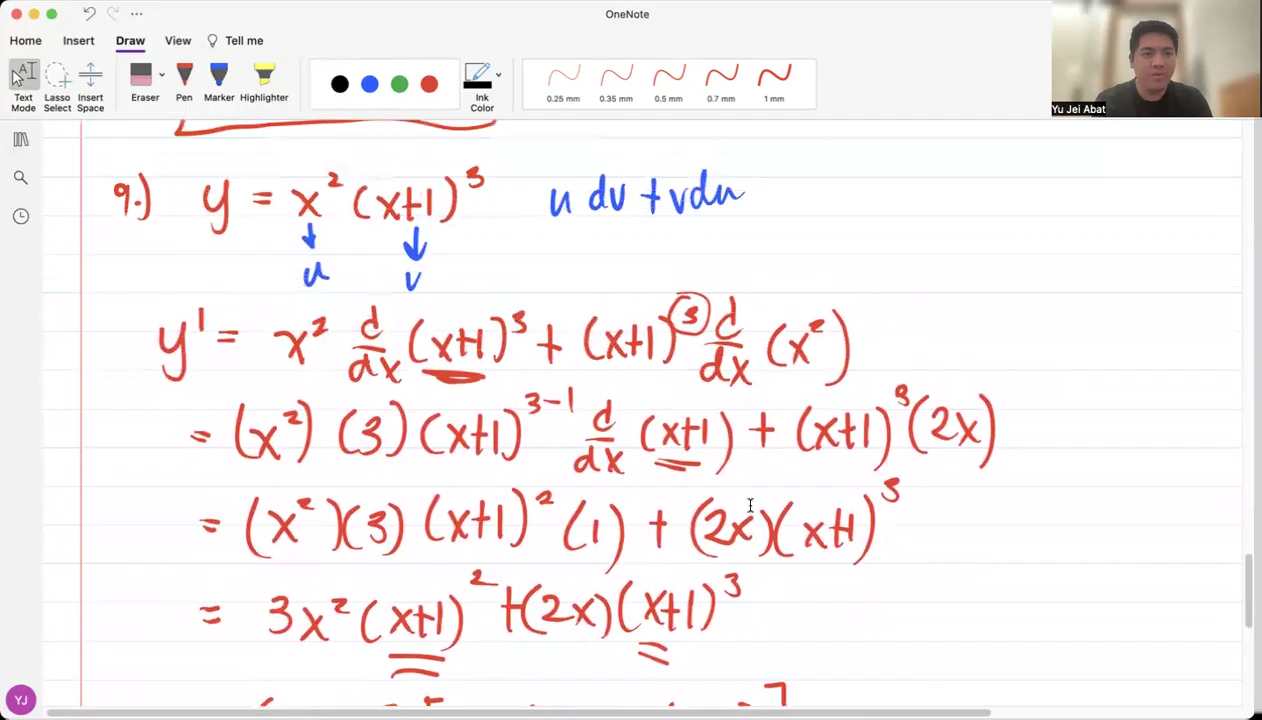 OneNote
Home Insert Draw View Tell me
Text Mode Lasso Select Insert Space Eraser Pen Marker Highlighter Ink Color 0.25 mm 0.35 mm 0.5 mm 0.7 mm 1 mm
Yu Jei Abat
9.) y = x² (x+1)³ u dv + v du
u v
y' = x² d/dx (x+1)³ + (x+1)³ d/dx (x²)
= (x²) (3) (x+1)³⁻¹ d/dx (x+1) + (x+1)³ (2x)
= (x²)(3) (x+1)² (1) + (2x)(x+1)³
= 3x² (x+1)² + (2x)(x+1)³
YJ